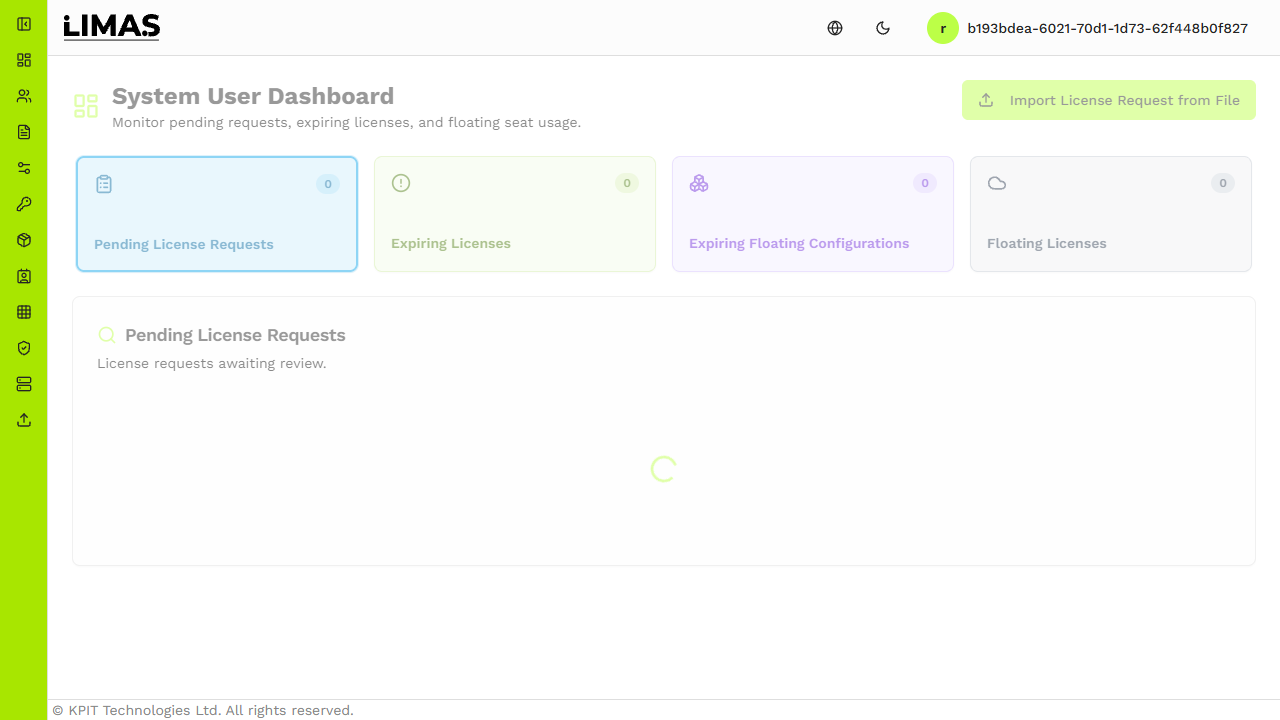 LIMAS
r b193bdea-6021-70d1-1d73-62f448b0f827
System User Dashboard
Monitor pending requests, expiring licenses, and floating seat usage.
Import License Request from File
0
Pending License Requests
0
Expiring Licenses
0
Expiring Floating Configurations
0
Floating Licenses
Pending License Requests
License requests awaiting review.
© KPIT Technologies Ltd. All rights reserved.